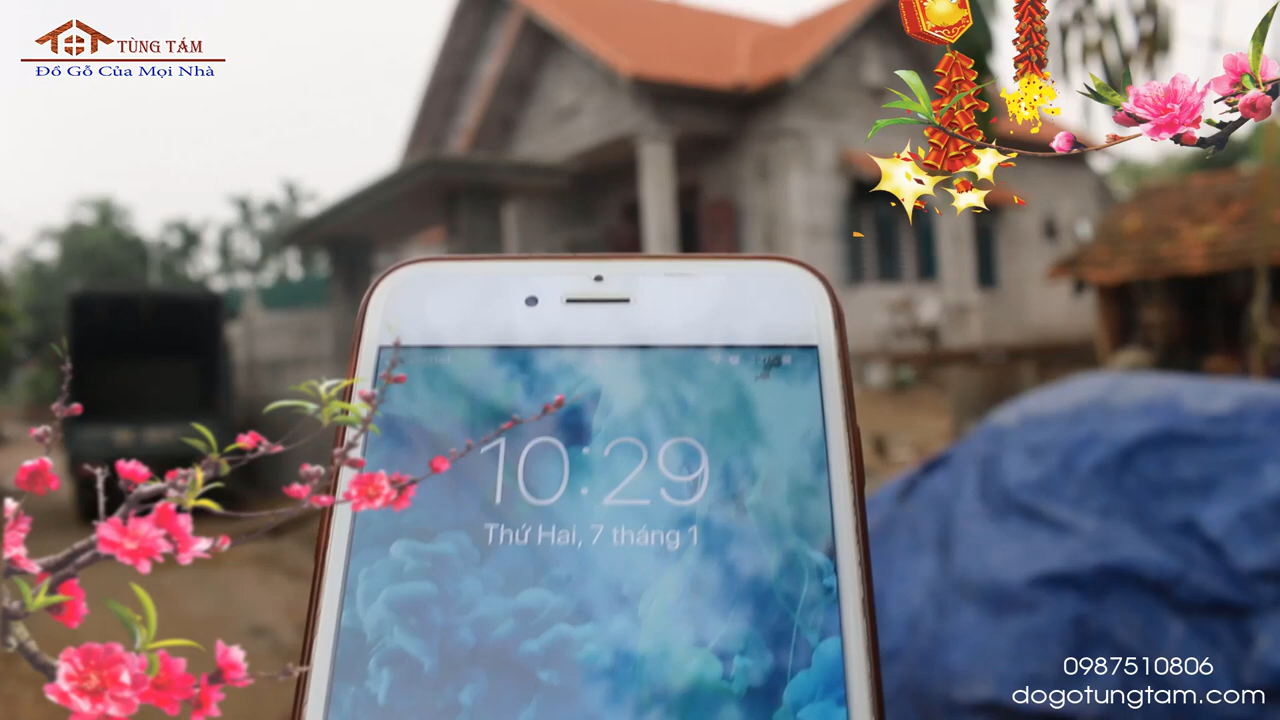 TÙNG TÁM
Đồ Gỗ Của Mọi Nhà
10:29
Thứ Hai, 7 tháng 1
0987510806
dogotungtam.com